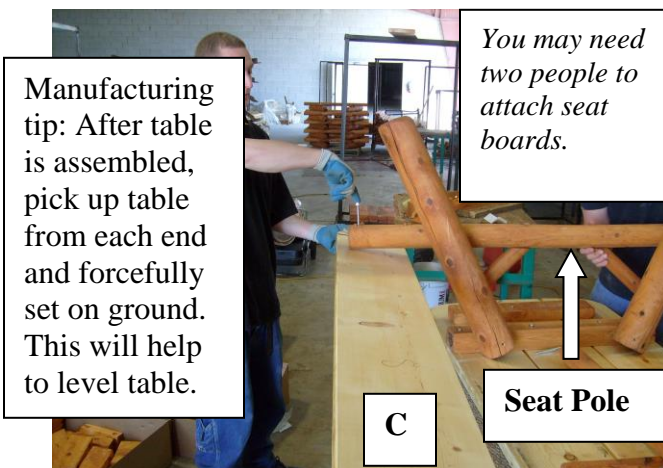 Manufacturing
tip: After table
is assembled,
pick up table
from each end
and forcefully
set on ground.
This will help
to level table.
You may need
two people to
attach seat
boards.
C
Seat Pole